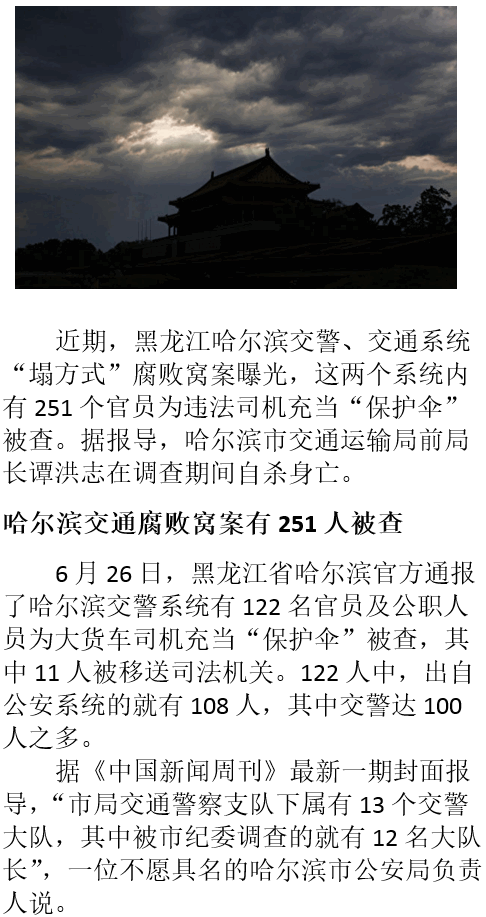 近期，黑龙江哈尔滨交警、交通系统
“塌方式”腐败窝案曝光，这两个系统内
有 251 个官员为违法司机充当“保护伞”
被查。据报导，哈尔滨市交通运输局前局
长谭洪志在调查期间自杀身亡。
哈尔滨交通腐败窝案有 251 人被查
6 月 26 日，黑龙江省哈尔滨官方通报
了哈尔滨交警系统有 122 名官员及公职人
员为大货车司机充当“保护伞”被查，其
中 11 人被移送司法机关。122 人中，出自
公安系统的就有 108 人，其中交警达 100
人之多。
据《中国新闻周刊》最新一期封面报
导，“市局交通警察支队下属有 13 个交警
大队，其中被市纪委调查的就有 12 名大队
长”，一位不愿具名的哈尔滨市公安局负责
人说。